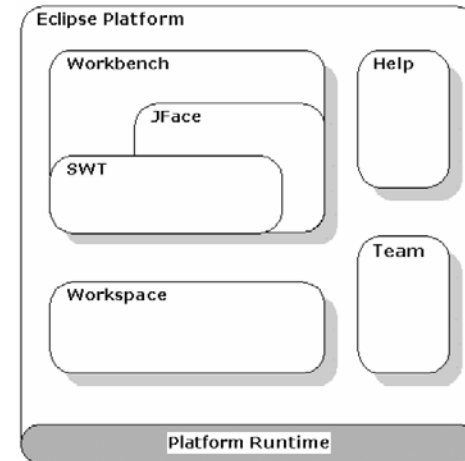 Eclipse Platform
Workbench
Help
JFace
SWT
Team
Workspace
Platform Runtime